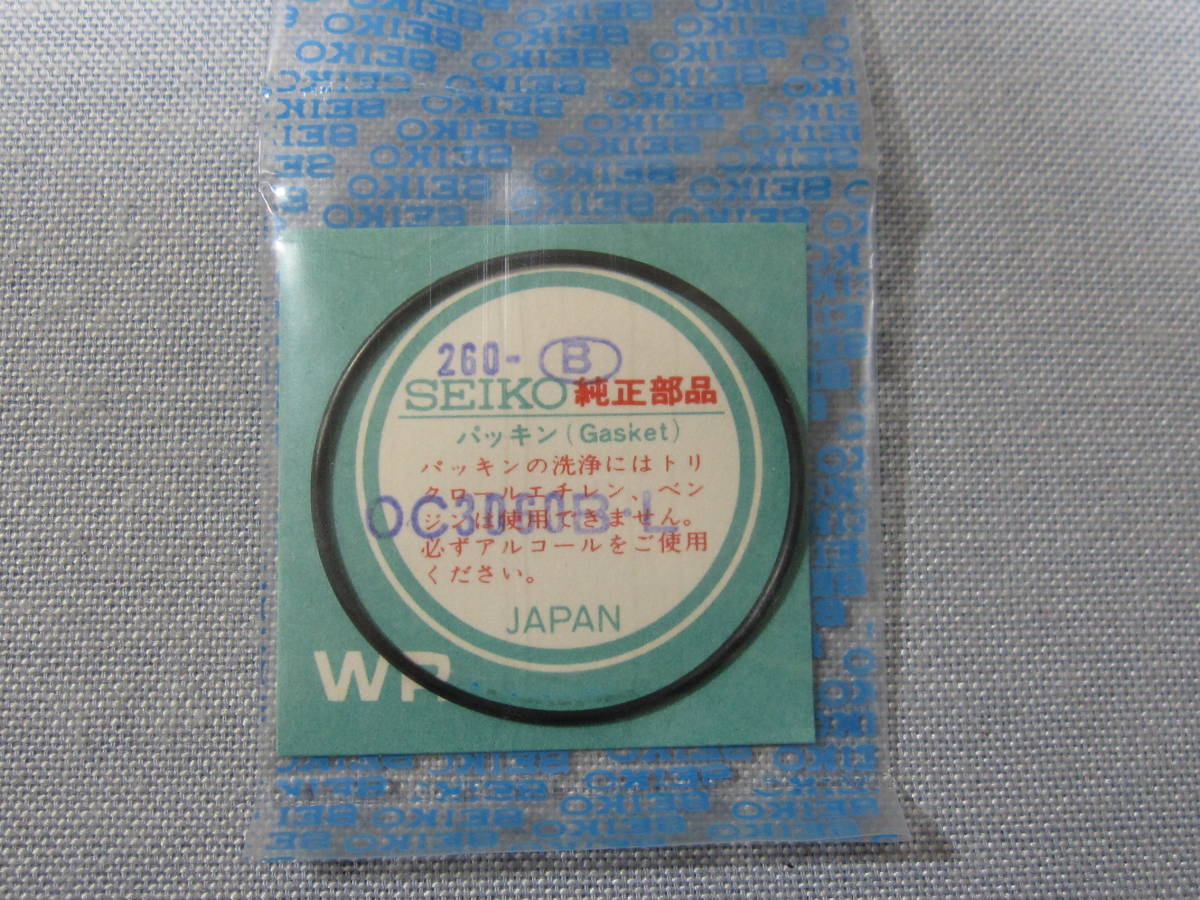 260-Ⓑ
SEIKO 純正部品
パッキン(Gasket)
パッキンの洗浄にはトリ
クロールエチレン、ベン
ジンは使用できません。
必ずアルコールをご使用
ください。
OC3060B-L
JAPAN
WP